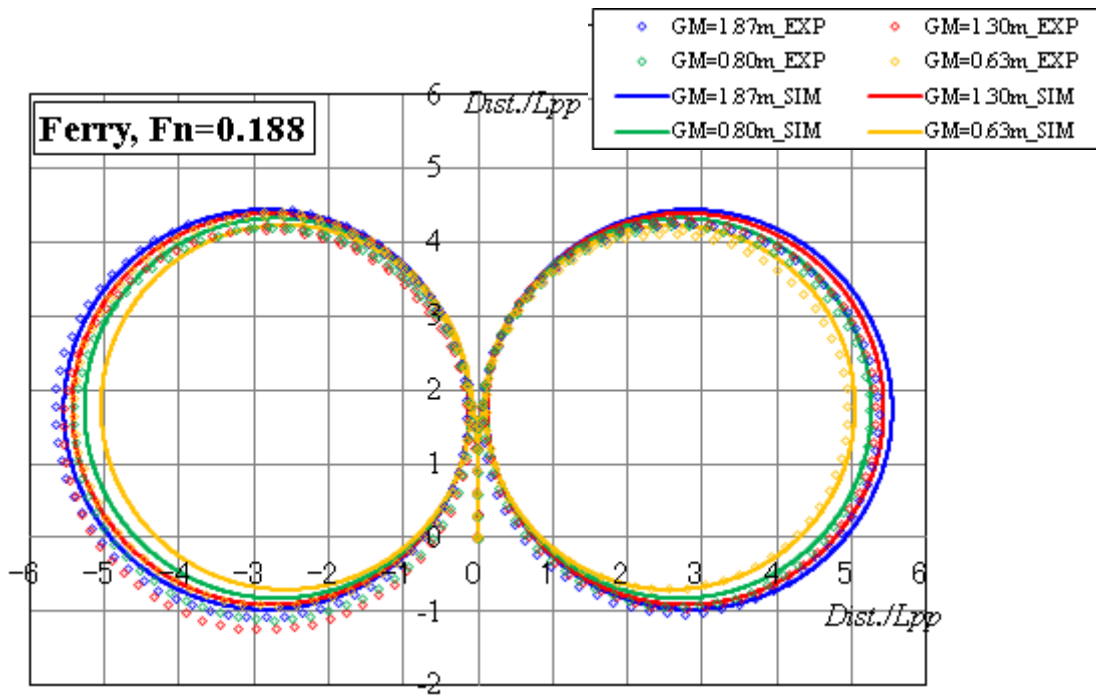 GM=1.87m_EXP GM=1.30m_EXP
GM=0.80m_EXP GM=0.63m_EXP
GM=1.87m_SIM GM=1.30m_SIM
GM=0.80m_SIM GM=0.63m_SIM
6 Dist./Lpp
Ferry, Fn=0.188
5
4
3
2
1
0
-6 -5 -4 -3 -2 -1 0 1 2 3 4 5 6
-1 Dist./Lpp
-2